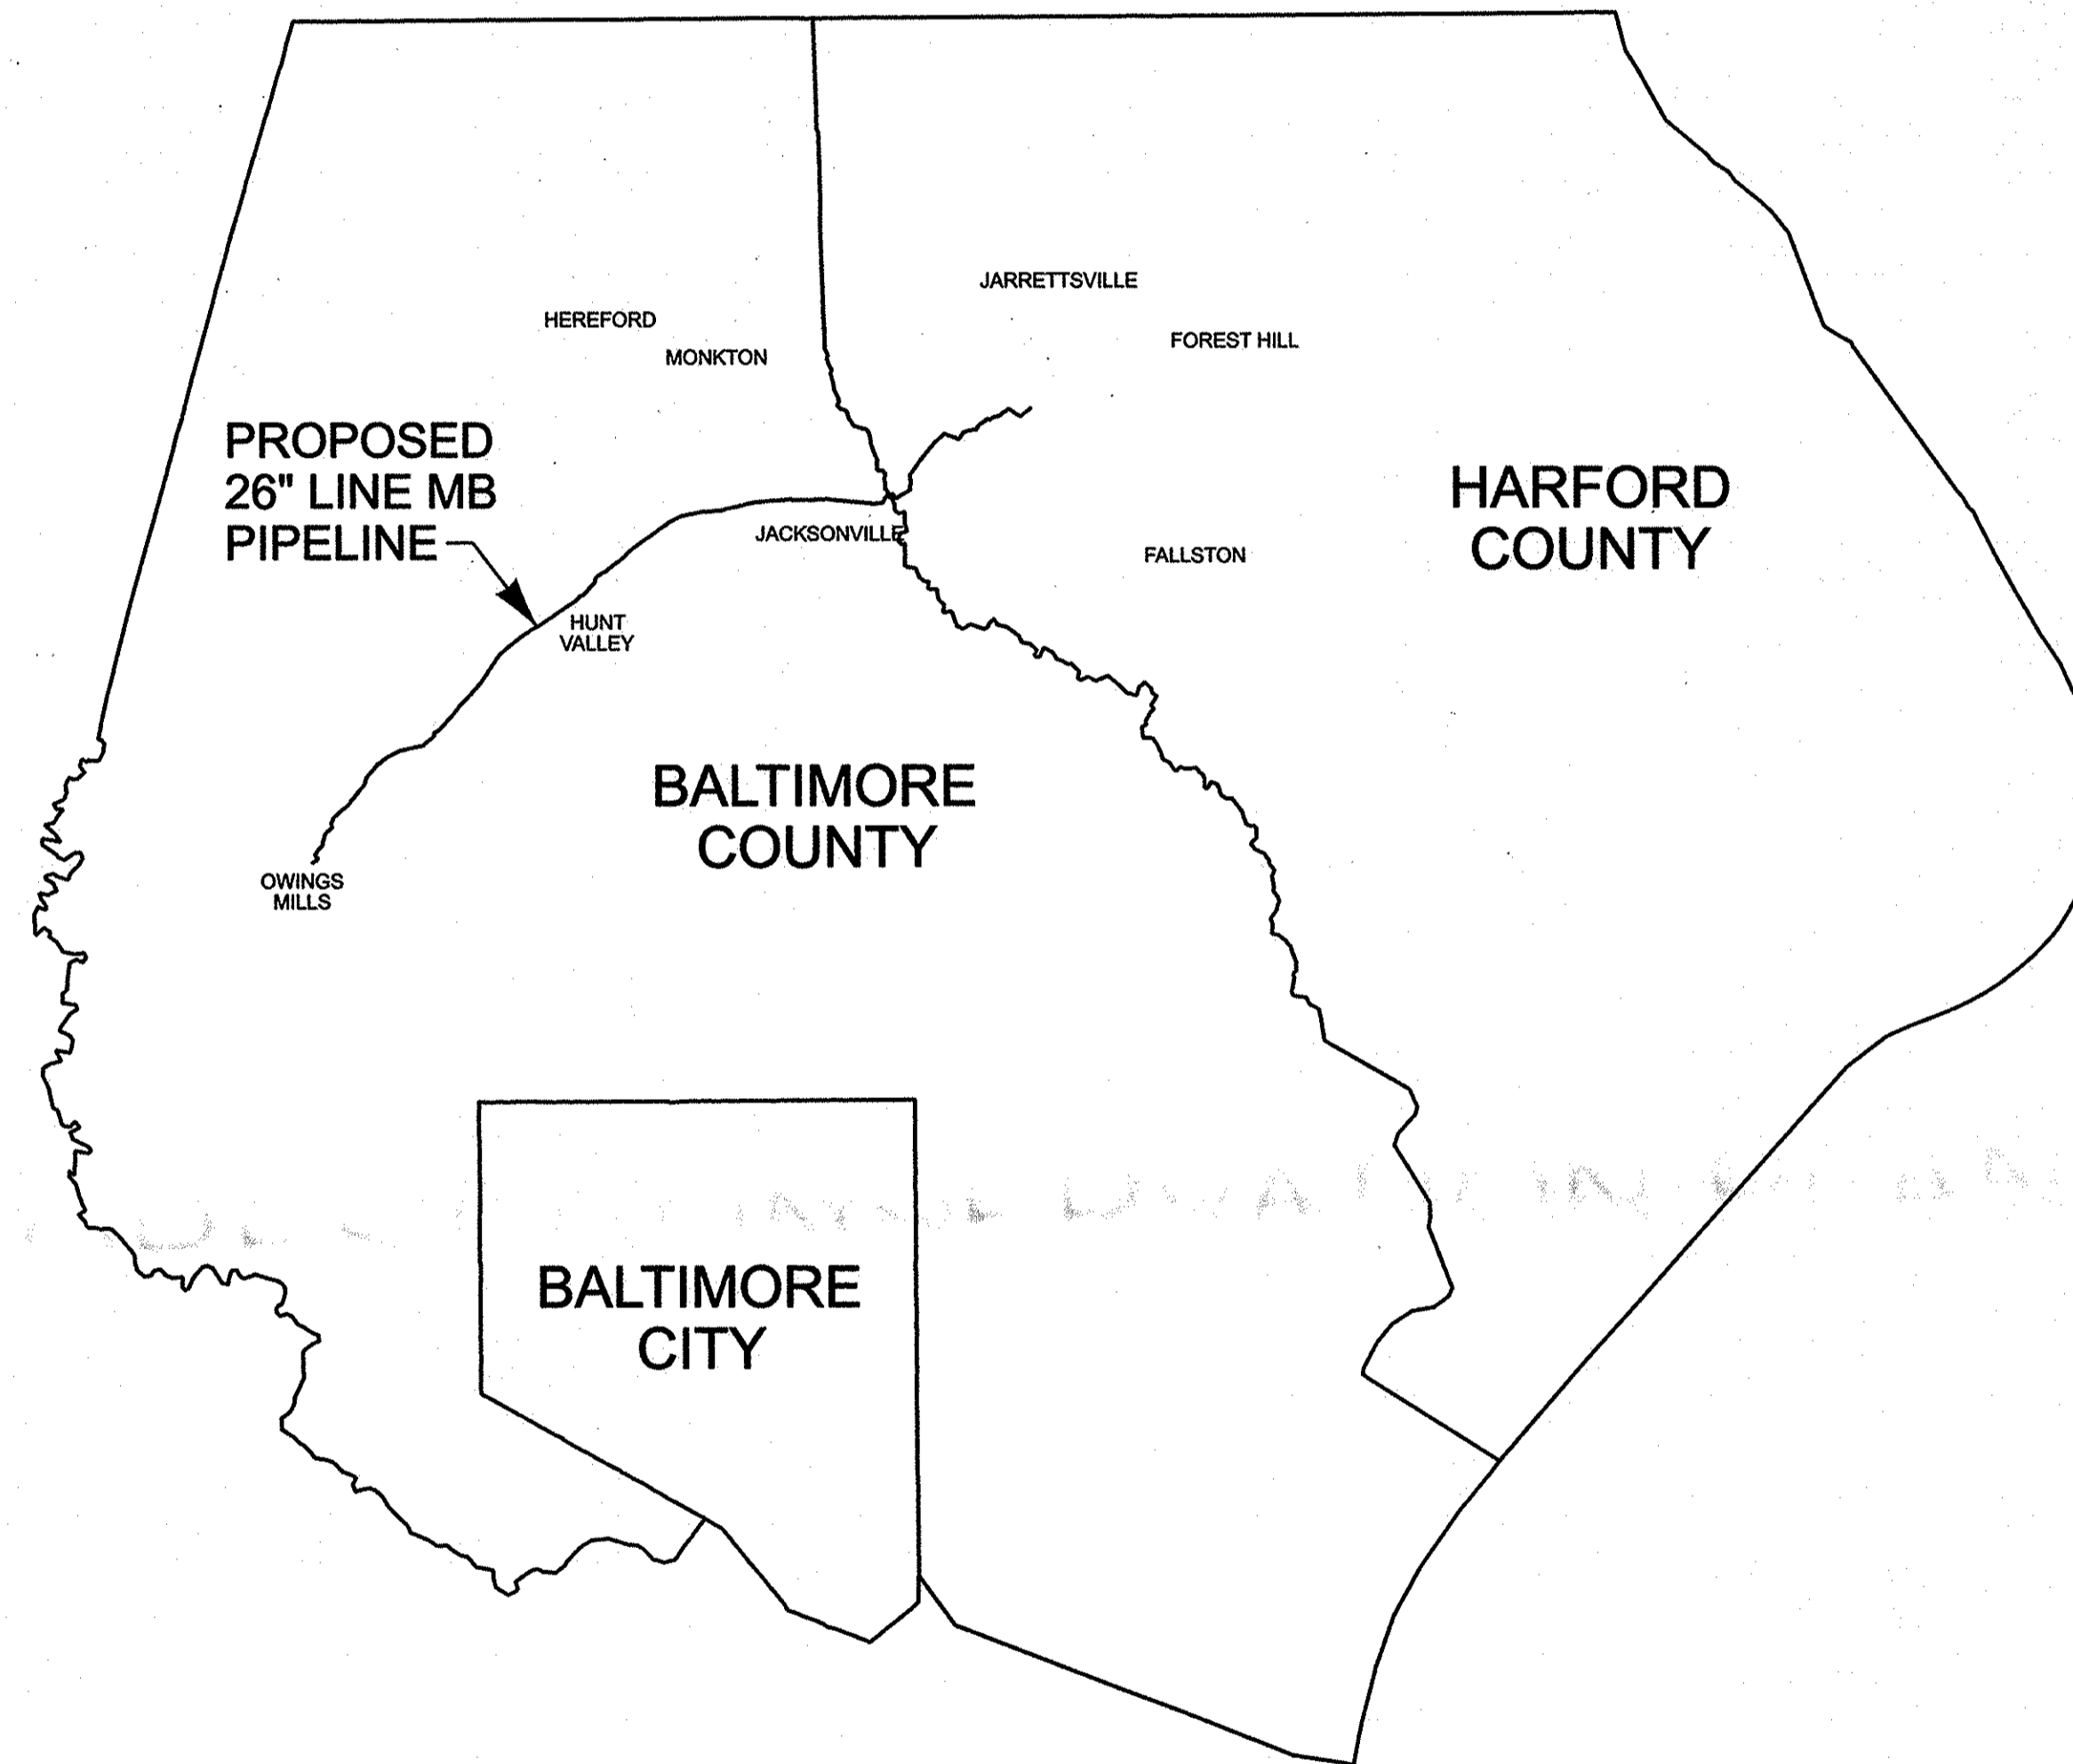 JARRETTSVILLE
HEREFORD
FOREST HILL
MONKTON
PROPOSED
26" LINE MB
PIPELINE
HARFORD
COUNTY
JACKSONVILLE
FALLSTON
HUNT
VALLEY
BALTIMORE
COUNTY
OWINGS
MILLS
BALTIMORE
CITY